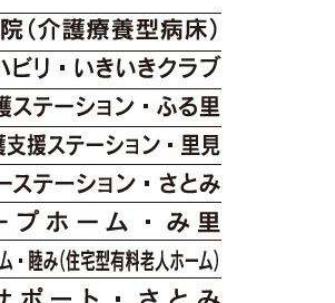 院（介護療養型病床）
ハビリ・いきいきクラブ
護ステーション・ふる里
護支援ステーション・里見
ーステーション・さとみ
ープホーム・み里
ム・睦み（住宅型有料老人ホーム）
サポート・さとみ